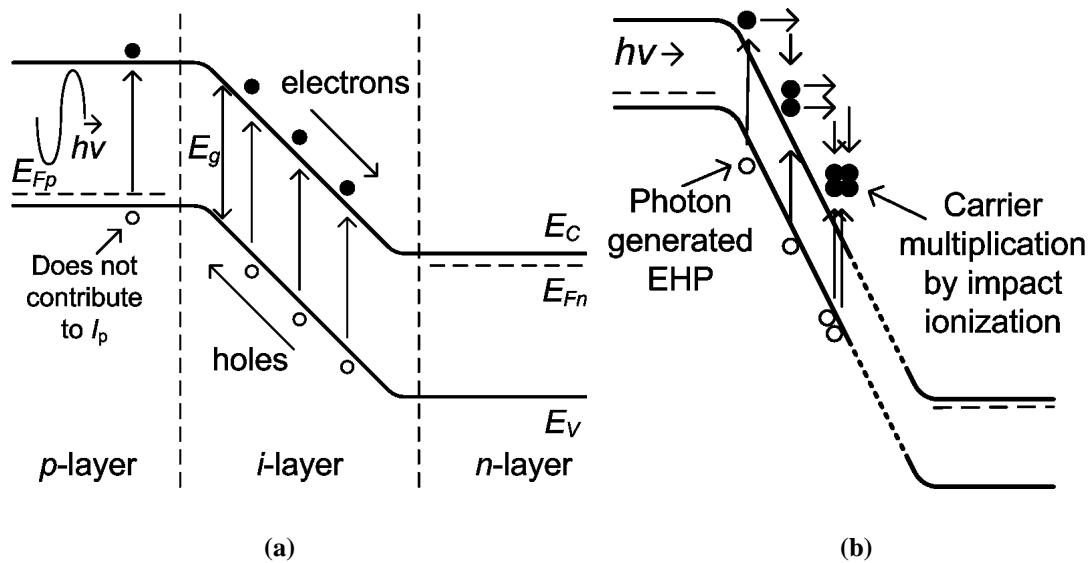 hv
E_Fp
Does not
contribute
to I_p
E_g
electrons
holes
E_C
E_Fn
E_V
p-layer
i-layer
n-layer
(a)
hv
Photon
generated
EHP
Carrier
multiplication
by impact
ionization
(b)